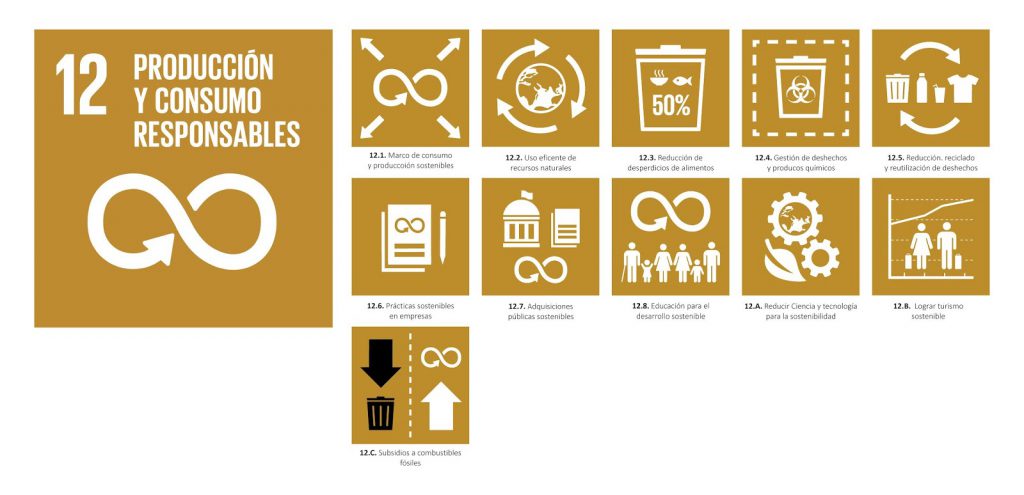 12
PRODUCCIÓN
Y CONSUMO
RESPONSABLES
12.1. Marco de consumo
y produccoión sostenibles
12.2. Uso eficente de
recursos naturales
50%
12.3. Reducción de
desperdicios de alimentos
12.4. Gestión de deshechos
y producos químicos
12.5. Reducción. reciclado
y reutilización de deshechos
12.6. Prácticas sostenibles
en empresas
12.7. Adquisiciones
públicas sostenibles
12.8. Educación para el
desarrollo sostenible
12.A. Reducir Ciencia y tecnología
para la sostenibilidad
12.B. Lograr turismo
sostenible
12.C. Subsidios a combustibles
fósiles